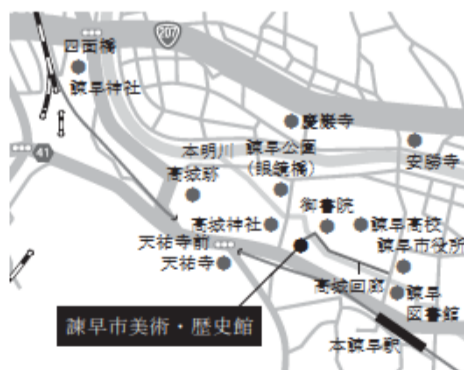 207
四面橋
諫早神社
慶巌寺
41
本明川
諫早公園
(眼鏡橋)
安勝寺
高城跡
御書院
高城神社
諫早高校
天祐寺前
諫早市役所
天祐寺
高城回廊
諫早
図書館
諫早市美術・歴史館
本諫早駅